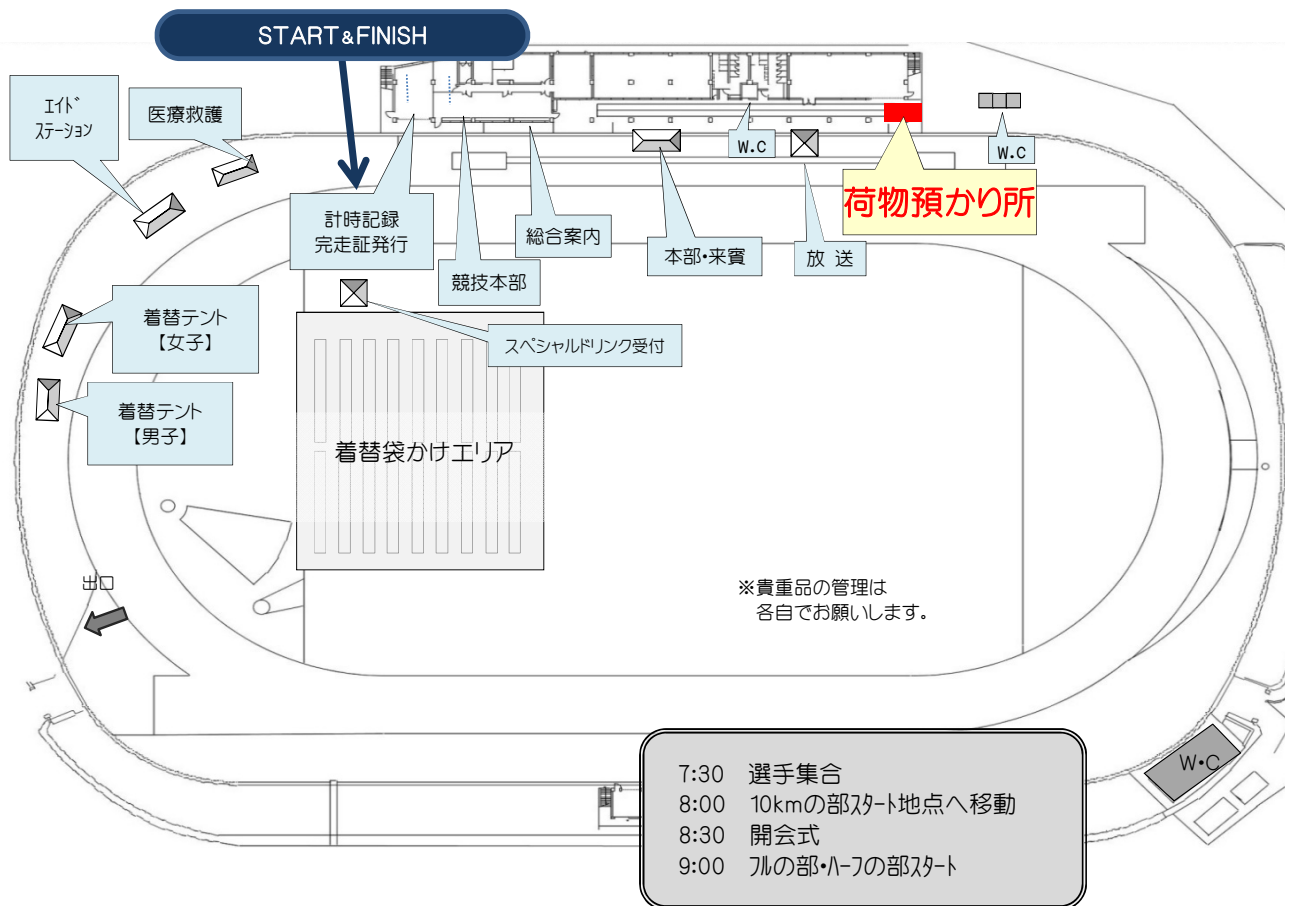 START&FINISH
ｴｲﾄﾞ
ｽﾃｰｼｮﾝ
医療救護
W.C
W.C
荷物預かり所
計時記録
完走証発行
総合案内
本部・来賓
放 送
競技本部
着替テント
【女子】
スペシャルドリンク受付
着替テント
【男子】
着替袋かけエリア
出口
※貴重品の管理は
各自でお願いします。
W・C
7:30 選手集合
8:00 10kmの部ｽﾀｰﾄ地点へ移動
8:30 開会式
9:00 ﾌﾙの部・ﾊｰﾌの部ｽﾀｰﾄ